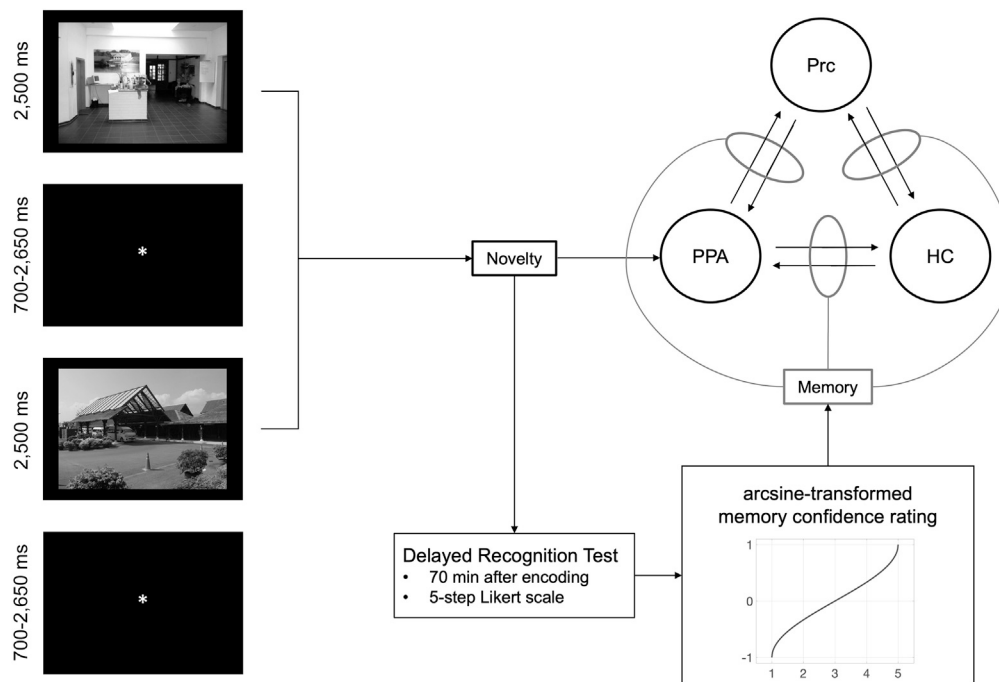 2,500 ms
700-2,650 ms
*
2,500 ms
700-2,650 ms
*
Novelty
Prc
PPA
HC
Memory
Delayed Recognition Test
• 70 min after encoding
• 5-step Likert scale
arcsine-transformed
memory confidence rating
1
0
-1
1 2 3 4 5